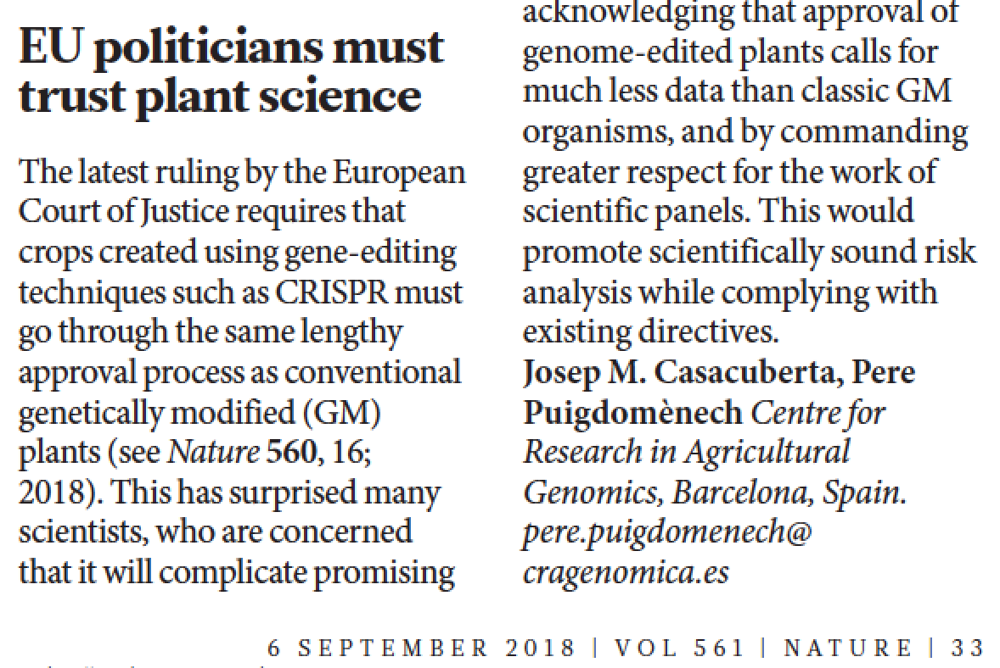 EU politicians must
trust plant science
The latest ruling by the European
Court of Justice requires that
crops created using gene-editing
techniques such as CRISPR must
go through the same lengthy
approval process as conventional
genetically modified (GM)
plants (see Nature 560, 16;
2018). This has surprised many
scientists, who are concerned
that it will complicate promising
acknowledging that approval of
genome-edited plants calls for
much less data than classic GM
organisms, and by commanding
greater respect for the work of
scientific panels. This would
promote scientifically sound risk
analysis while complying with
existing directives.
Josep M. Casacuberta, Pere
Puigdomènech Centre for
Research in Agricultural
Genomics, Barcelona, Spain.
pere.puigdomenech@
cragenomica.es
6 SEPTEMBER 2018 | VOL 561 | NATURE | 33